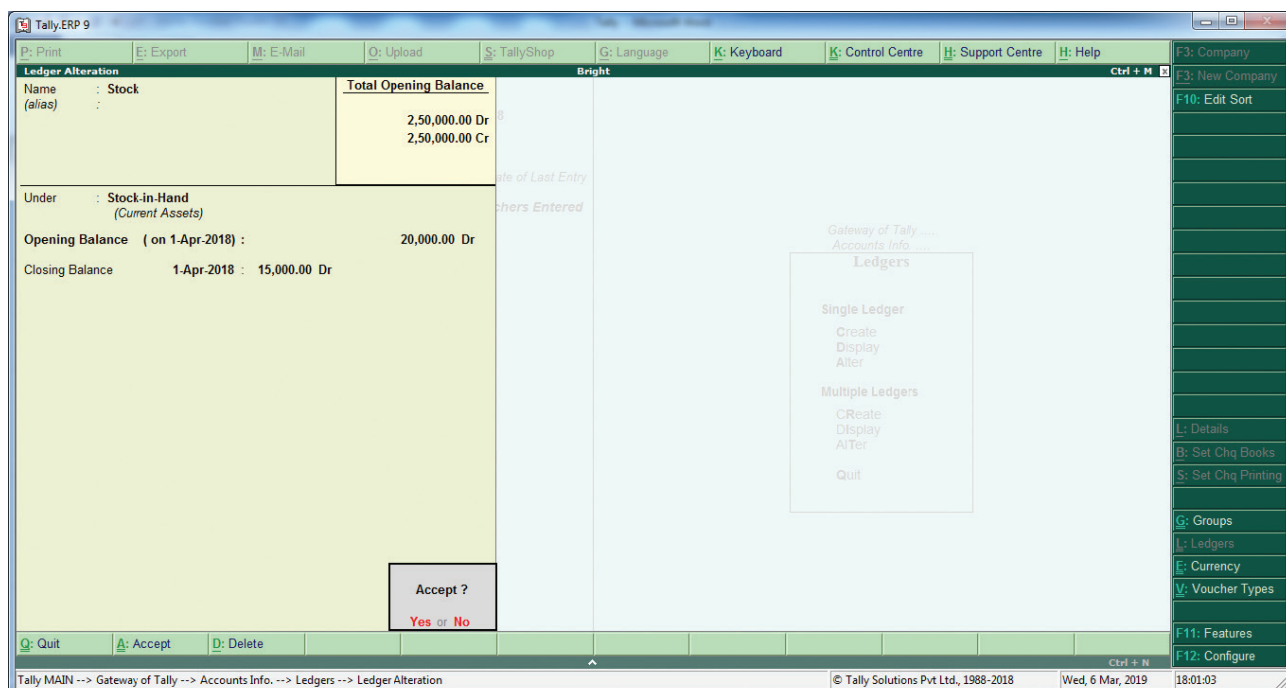 Tally.ERP 9
P: Print E: Export M: E-Mail O: Upload S: TallyShop G: Language K: Keyboard K: Control Centre H: Support Centre H: Help
Ledger Alteration Bright Ctrl + M x
Name : Stock
(alias) :
Total Opening Balance
2,50,000.00 Dr
2,50,000.00 Cr
8
ate of Last Entry
chers Entered
Under : Stock-in-Hand
(Current Assets)
Opening Balance ( on 1-Apr-2018) : 20,000.00 Dr
Closing Balance 1-Apr-2018 : 15,000.00 Dr
Gateway of Tally ....
Accounts Info. ....
Ledgers
Single Ledger
Create
Display
Alter
Multiple Ledgers
CReate
DIsplay
AlTer
Quit
Accept ?
Yes or No
F3: Company
F3: New Company
F10: Edit Sort
L: Details
B: Set Chq Books
S: Set Chq Printing
G: Groups
L: Ledgers
E: Currency
V: Voucher Types
F11: Features
F12: Configure
Q: Quit A: Accept D: Delete
Ctrl + N
Tally MAIN --> Gateway of Tally --> Accounts Info. --> Ledgers --> Ledger Alteration © Tally Solutions Pvt Ltd., 1988-2018 Wed, 6 Mar, 2019 18:01:03